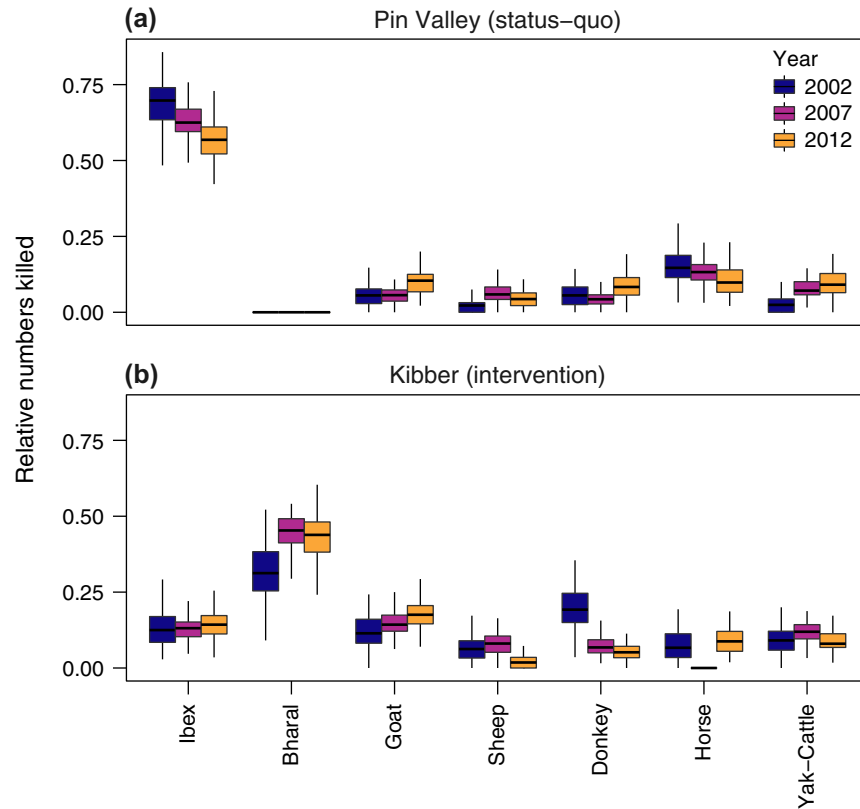 (a) Pin Valley (status−quo)
Year
2002
2007
2012
0.75
0.50
0.25
0.00
Relative numbers killed
(b) Kibber (intervention)
0.75
0.50
0.25
0.00
Ibex
Bharal
Goat
Sheep
Donkey
Horse
Yak−Cattle